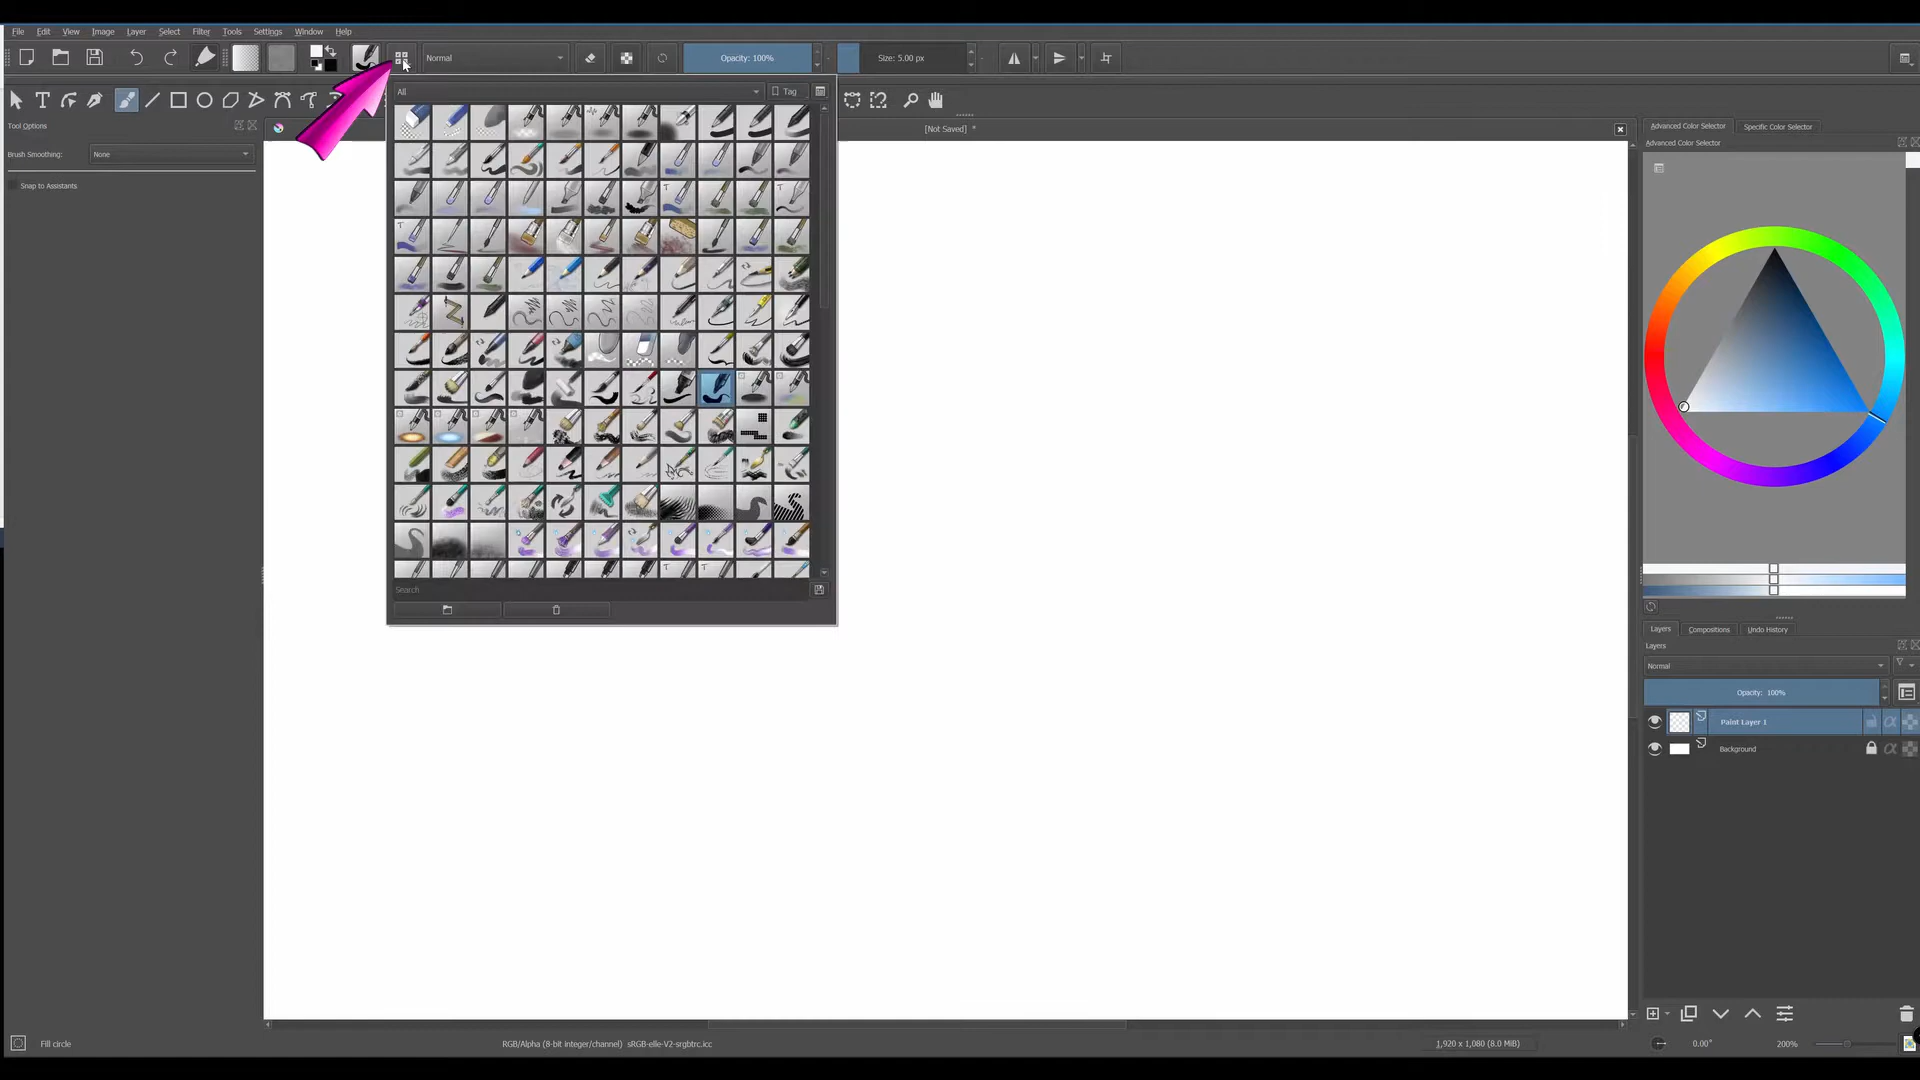 File Edit View Image Layer Select Filter Tools Settings Window Help
Normal Opacity: 100% Size: 5.00 px
All Tag
Tool Options
[Not Saved] *
Advanced Color Selector Specific Color Selector
Advanced Color Selector
Brush Smoothing: None
Snap to Assistants
Search
Layers Compositions Undo History
Layers
Normal
Opacity: 100%
Paint Layer 1
Background
Fill circle
RGB/Alpha (8-bit integer/channel) sRGB-elle-V2-srgbtrc.icc
1,920 x 1,080 (8.0 MiB)
0.00°
200%